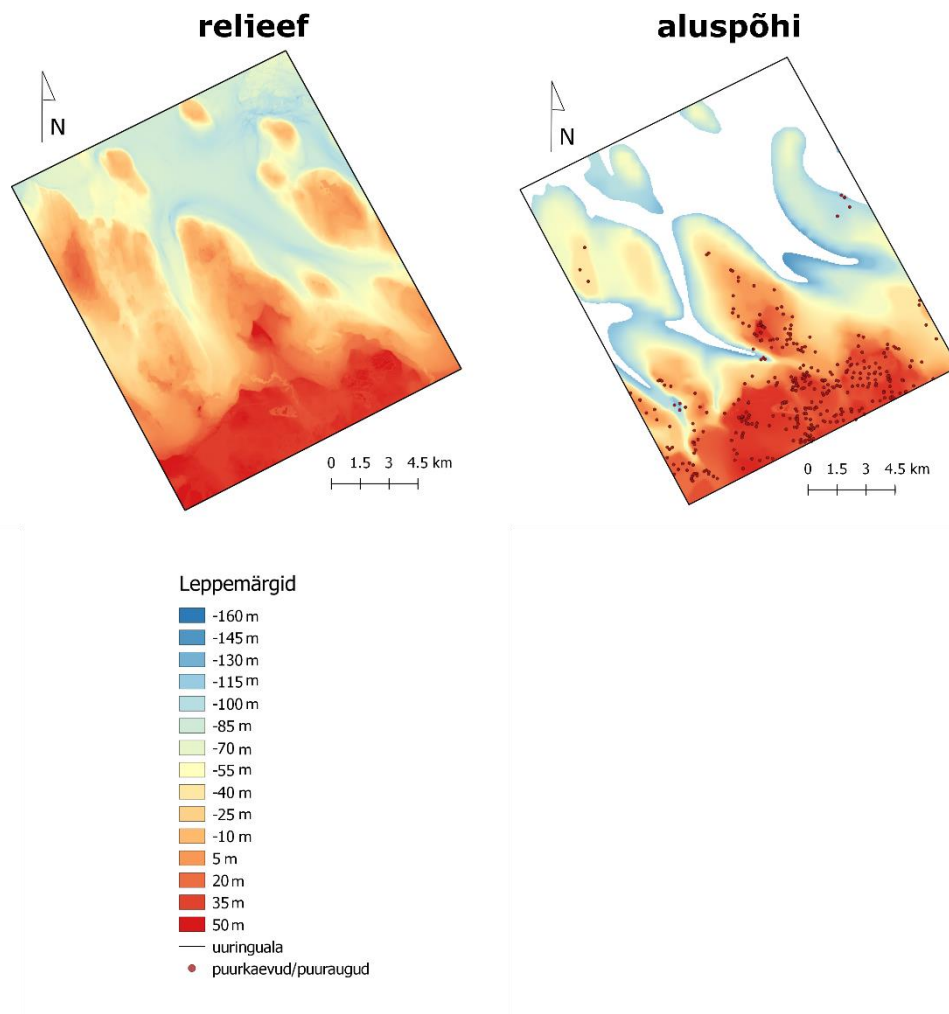 reljeef
aluspõhi
N
N
0 1.5 3 4.5 km
0 1.5 3 4.5 km
Leppemärgid
-160 m
-145 m
-130 m
-115 m
-100 m
-85 m
-70 m
-55 m
-40 m
-25 m
-10 m
5 m
20 m
35 m
50 m
uuringuala
puurkaevud/puuraugud